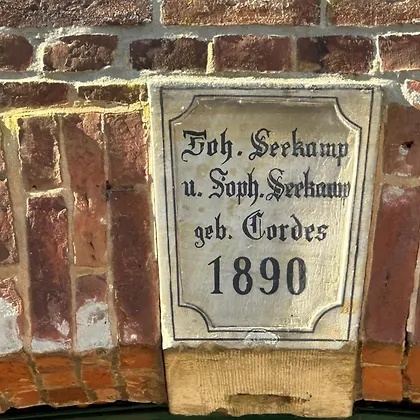 Joh. Seekamp
u. Soph. Seekamp
geb. Cordes
1890